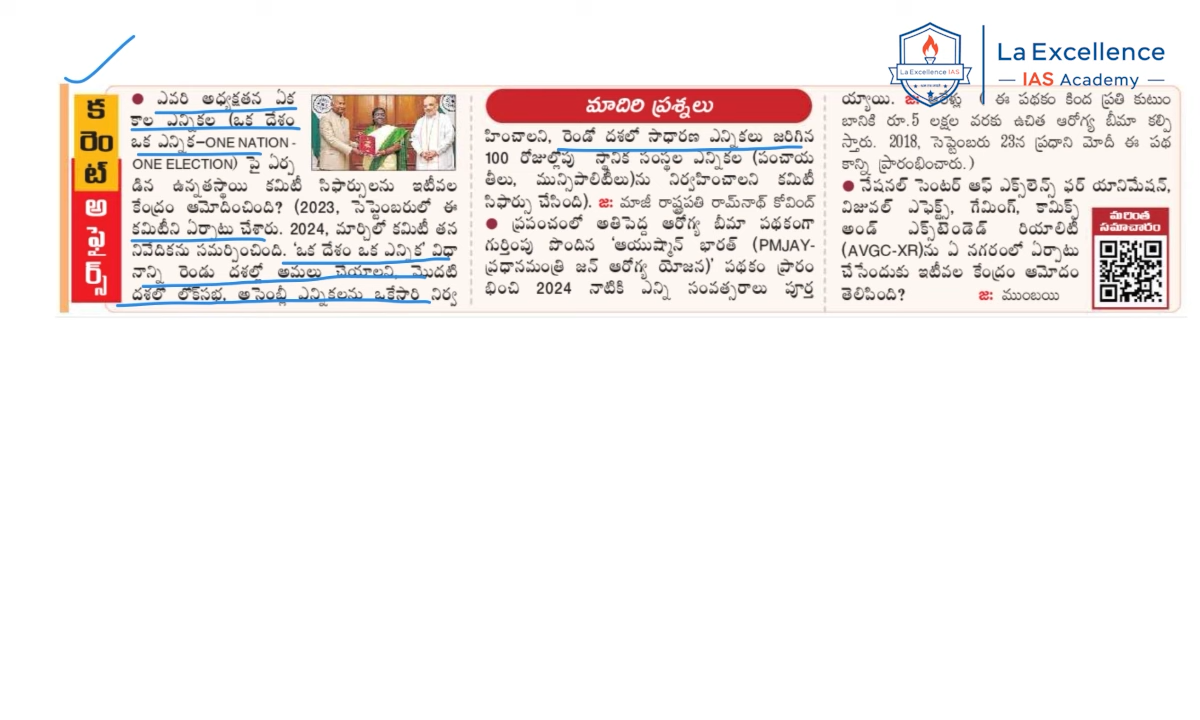 La Excellence IAS
La Excellence
IAS Academy
కరెంట్ అఫైర్స్
● ఎవరి అధ్యక్షతన ఏక
కాల ఎన్నికల (ఒక దేశం
ఒక ఎన్నిక–ONE NATION -
ONE ELECTION) పై ఏర్ప
డిన ఉన్నతస్థాయి కమిటీ సిఫార్సులను ఇటీవల
కేంద్రం ఆమోదించింది? (2023, సెప్టెంబరులో ఈ
కమిటీని ఏర్పాటు చేశారు. 2024, మార్చిలో కమిటీ తన
నివేదికను సమర్పించింది. ‘ఒక దేశం ఒక ఎన్నిక’ విధా
నాన్ని రెండు దశల్లో అమలు చేయాలని, మొదటి
దశలో లోక్‌సభ, అసెంబ్లీ ఎన్నికలను ఒకేసారి నిర్వ
మాదిరి ప్రశ్నలు
హించాలని, రెండో దశలో సాధారణ ఎన్నికలు జరిగిన
100 రోజుల్లోపు స్థానిక సంస్థల ఎన్నికల (పంచాయ
తీలు, మున్సిపాలిటీలు)ను నిర్వహించాలని కమిటీ
సిఫార్సు చేసింది). జ: మాజీ రాష్ట్రపతి రామ్‌నాథ్ కోవింద్
● ప్రపంచంలో అతిపెద్ద ఆరోగ్య బీమా పథకంగా
గుర్తింపు పొందిన ‘ఆయుష్మాన్ భారత్ (PMJAY-
ప్రధానమంత్రి జన్ ఆరోగ్య యోజన)’ పథకం ప్రారం
భించి 2024 నాటికి ఎన్ని సంవత్సరాలు పూర్త
య్యాయి. జ: ఆరేళ్లు ( ఈ పథకం కింద ప్రతి కుటుం
బానికి రూ.5 లక్షల వరకు ఉచిత ఆరోగ్య బీమా కల్పి
స్తారు. 2018, సెప్టెంబరు 23న ప్రధాని మోదీ ఈ పథ
కాన్ని ప్రారంభించారు.)
● నేషనల్ సెంటర్ ఆఫ్ ఎక్స్‌లెన్స్ ఫర్ యానిమేషన్,
విజువల్ ఎఫెక్ట్స్, గేమింగ్, కామిక్స్
అండ్ ఎక్స్‌టెండెడ్ రియాలిటీ
(AVGC-XR)ను ఏ నగరంలో ఏర్పాటు
చేసేందుకు ఇటీవల కేంద్రం ఆమోదం
తెలిపింది? జ: ముంబయి
మరింత
సమాచారం